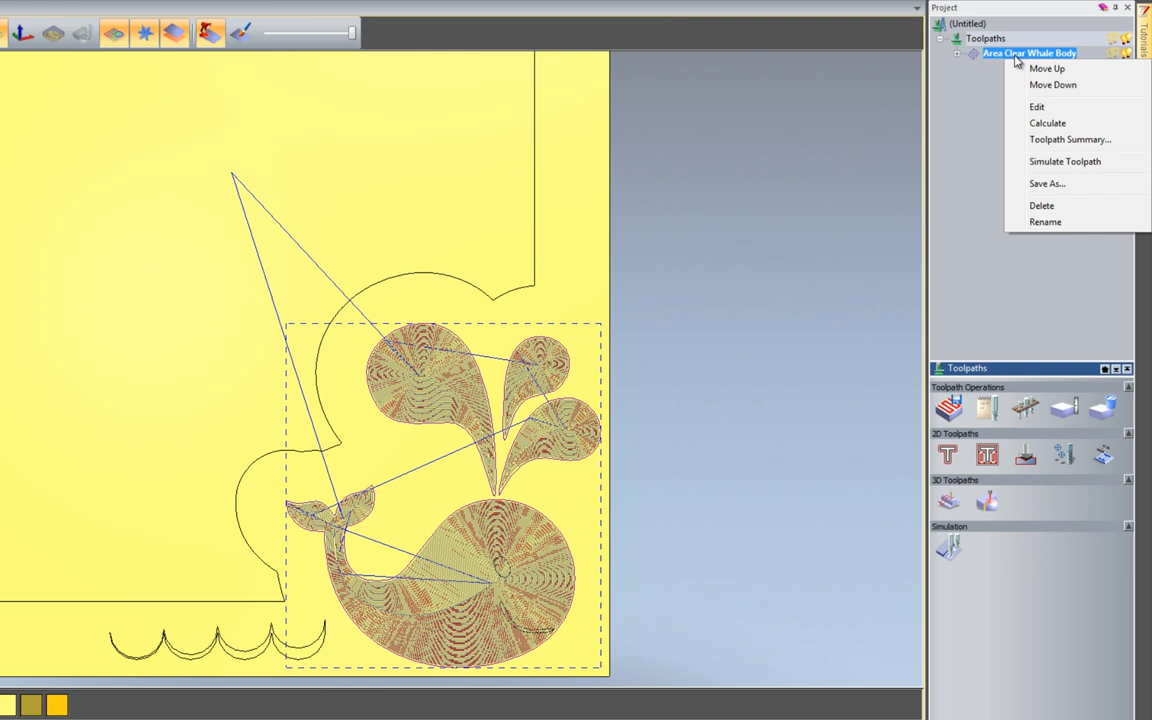 Project
(Untitled)
Toolpaths
Area Clear Whale Body
Move Up
Move Down
Edit
Calculate
Toolpath Summary...
Simulate Toolpath
Save As...
Delete
Rename
Tutorials
Toolpaths
Toolpath Operations
2D Toolpaths
3D Toolpaths
Simulation